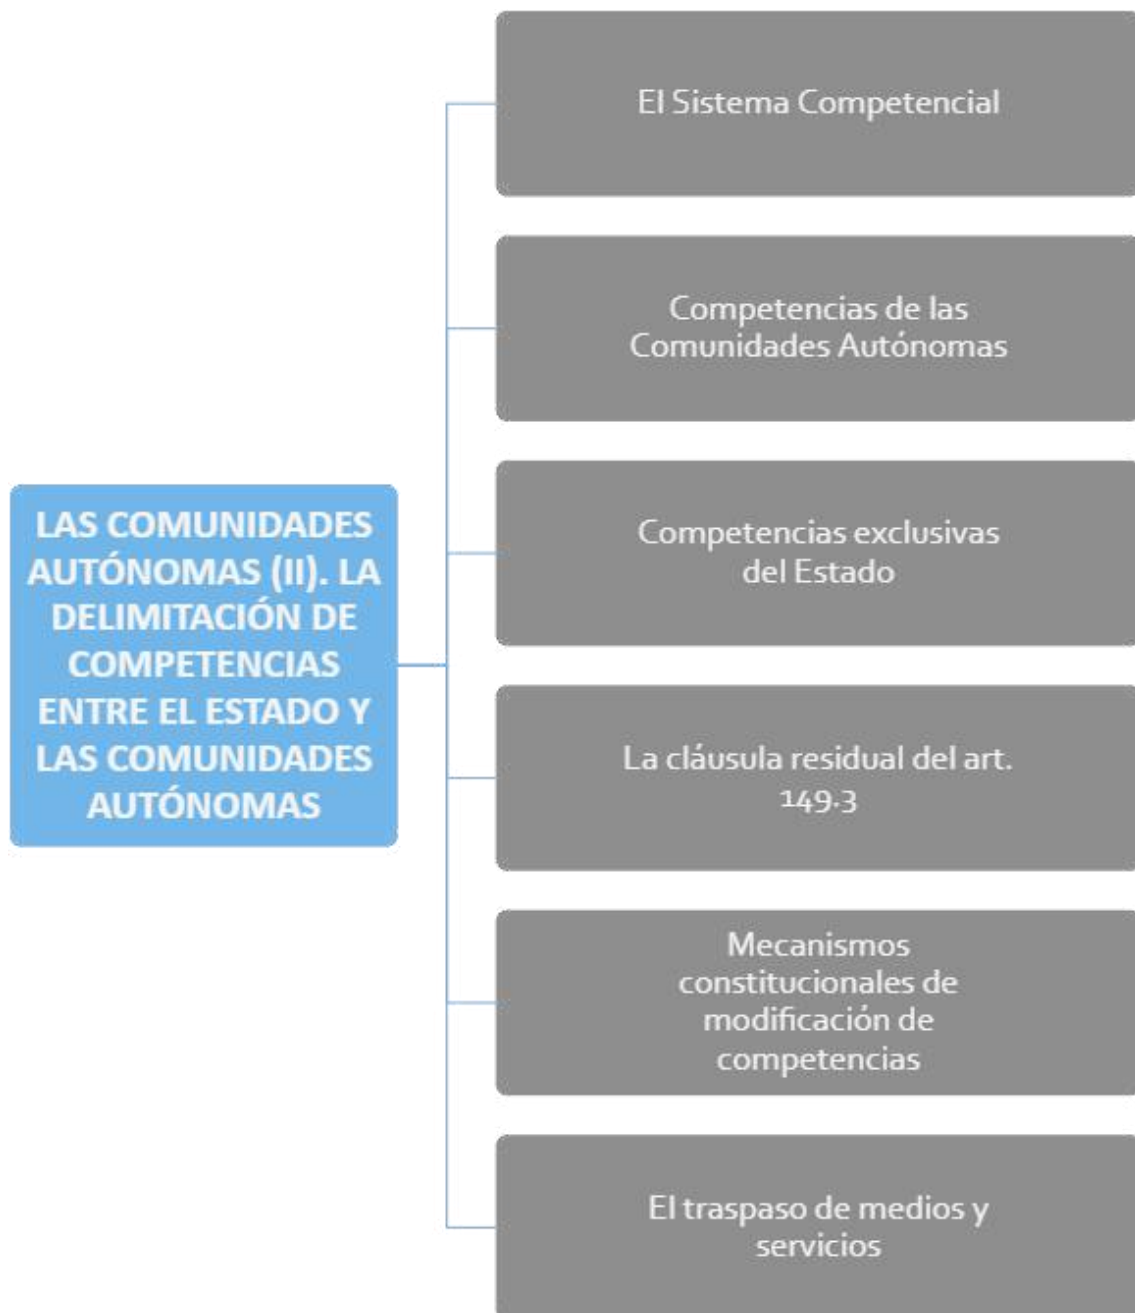 El Sistema Competencial
Competencias de las
Comunidades Autónomas
Competencias exclusivas
del Estado
LAS COMUNIDADES
AUTÓNOMAS (II). LA
DELIMITACIÓN DE
COMPETENCIAS
ENTRE EL ESTADO Y
LAS COMUNIDADES
AUTÓNOMAS
La cláusula residual del art.
149.3
Mecanismos
constitucionales de
modificación de
competencias
El traspaso de medios y
servicios